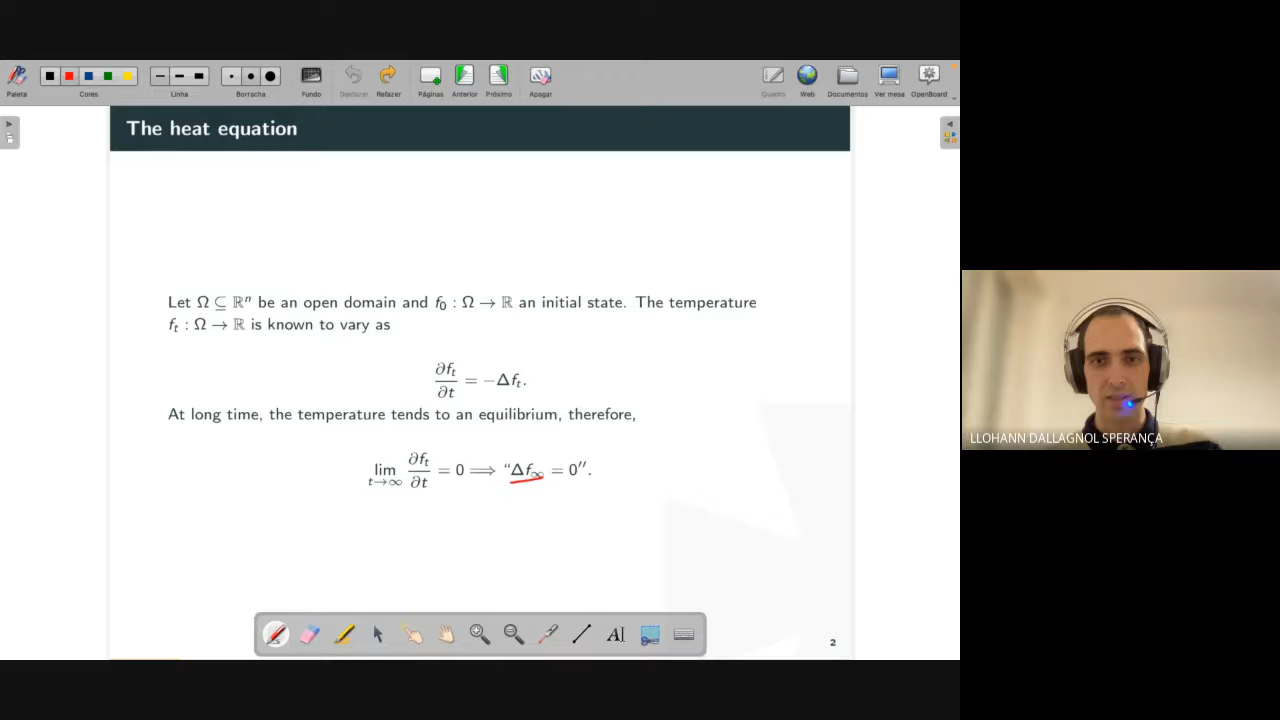 Paleta Cores Linha Borracha Fundo Desfazer Refazer Páginas Anterior Próximo Apagar Quadro Web Documentos Ver mesa OpenBoard
The heat equation
Let Ω ⊆ ℝⁿ be an open domain and f₀ : Ω → ℝ an initial state. The temperature
fₜ : Ω → ℝ is known to vary as
∂fₜ/∂t = −Δfₜ.
At long time, the temperature tends to an equilibrium, therefore,
lim t→∞ ∂fₜ/∂t = 0 ⟹ “Δf∞ = 0”.
LLOHANN DALLAGNOL SPERANÇA
AI
2